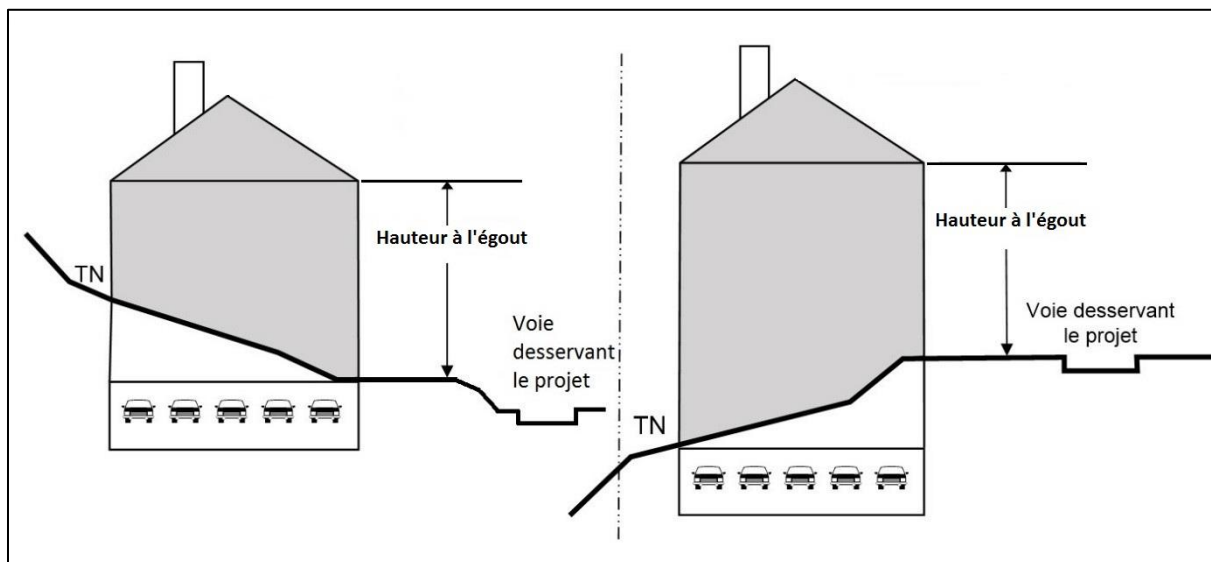 TN
Hauteur à l'égout
Voie
desservant
le projet
TN
Hauteur à l'égout
Voie desservant
le projet